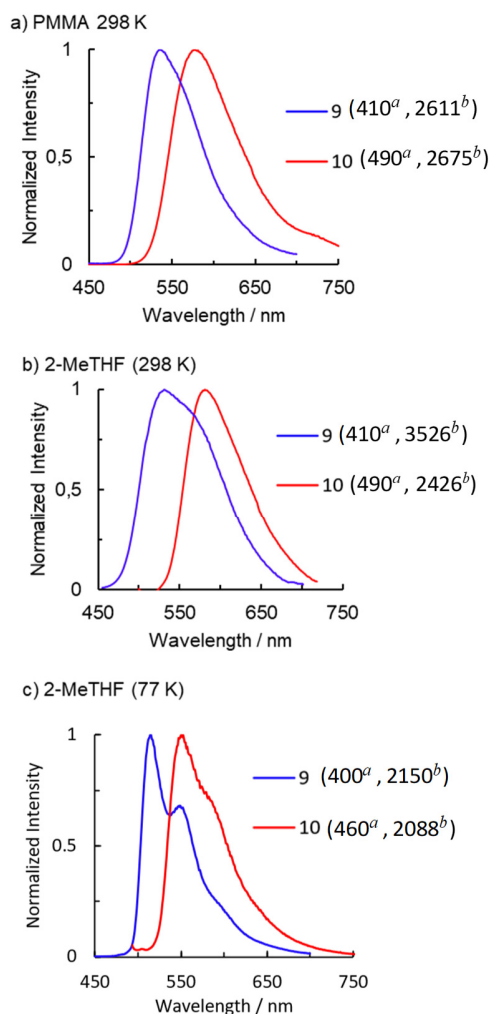 a) PMMA 298 K
1
0,5
0
Normalized Intensity
450 550 650 750
Wavelength / nm
9 (410ᵃ, 2611ᵇ)
10 (490ᵃ, 2675ᵇ)
b) 2-MeTHF (298 K)
1
0,5
0
Normalized Intensity
450 550 650 750
Wavelength / nm
9 (410ᵃ, 3526ᵇ)
10 (490ᵃ, 2426ᵇ)
c) 2-MeTHF (77 K)
1
0.5
0
Normalized Intensity
450 550 650 750
Wavelength / nm
9 (400ᵃ, 2150ᵇ)
10 (460ᵃ, 2088ᵇ)